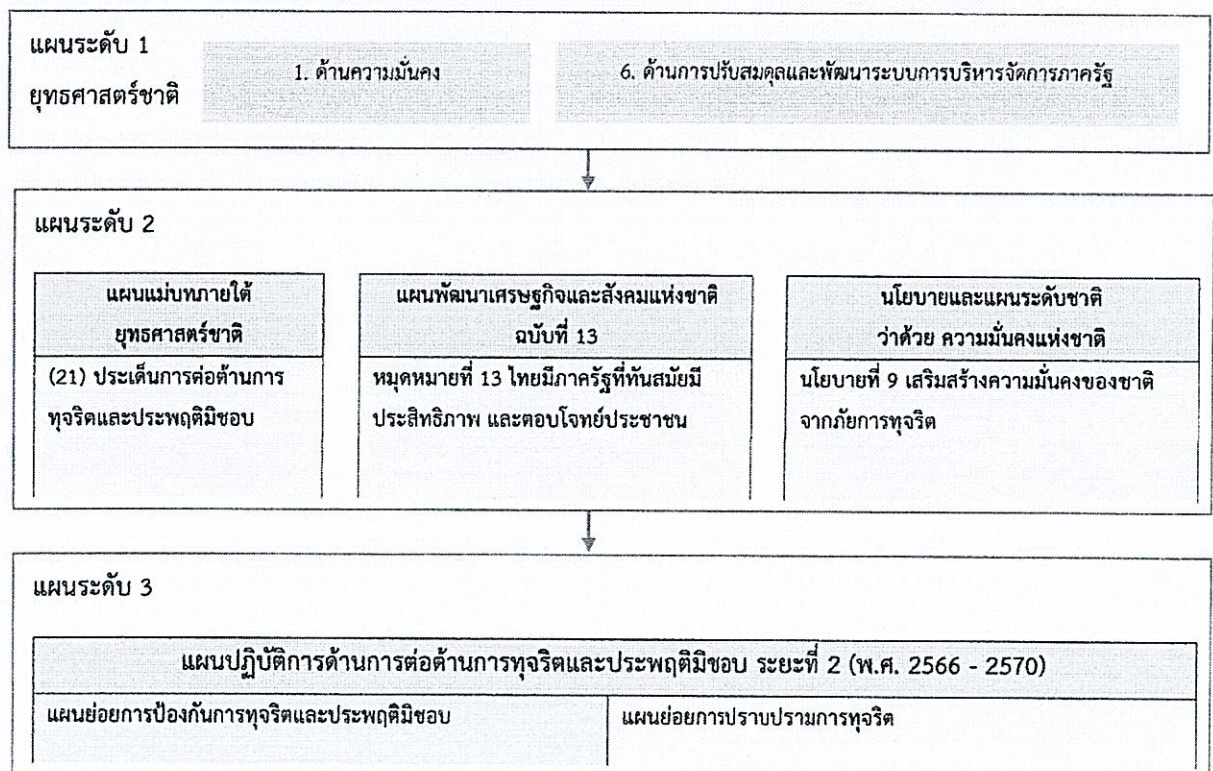 แผนระดับ 1
ยุทธศาสตร์ชาติ
1. ด้านความมั่นคง
6. ด้านการปรับสมดุลและพัฒนาระบบการบริหารจัดการภาครัฐ
แผนระดับ 2
แผนแม่บทภายใต้
ยุทธศาสตร์ชาติ
(21) ประเด็นการต่อต้านการ
ทุจริตและประพฤติมิชอบ
แผนพัฒนาเศรษฐกิจและสังคมแห่งชาติ
ฉบับที่ 13
หมุดหมายที่ 13 ไทยมีภาครัฐที่ทันสมัยมี
ประสิทธิภาพ และตอบโจทย์ประชาชน
นโยบายและแผนระดับชาติ
ว่าด้วย ความมั่นคงแห่งชาติ
นโยบายที่ 9 เสริมสร้างความมั่นคงของชาติ
จากภัยการทุจริต
แผนระดับ 3
แผนปฏิบัติการด้านการต่อต้านการทุจริตและประพฤติมิชอบ ระยะที่ 2 (พ.ศ. 2566 - 2570)
แผนย่อยการป้องกันการทุจริตและประพฤติมิชอบ
แผนย่อยการปราบปรามการทุจริต